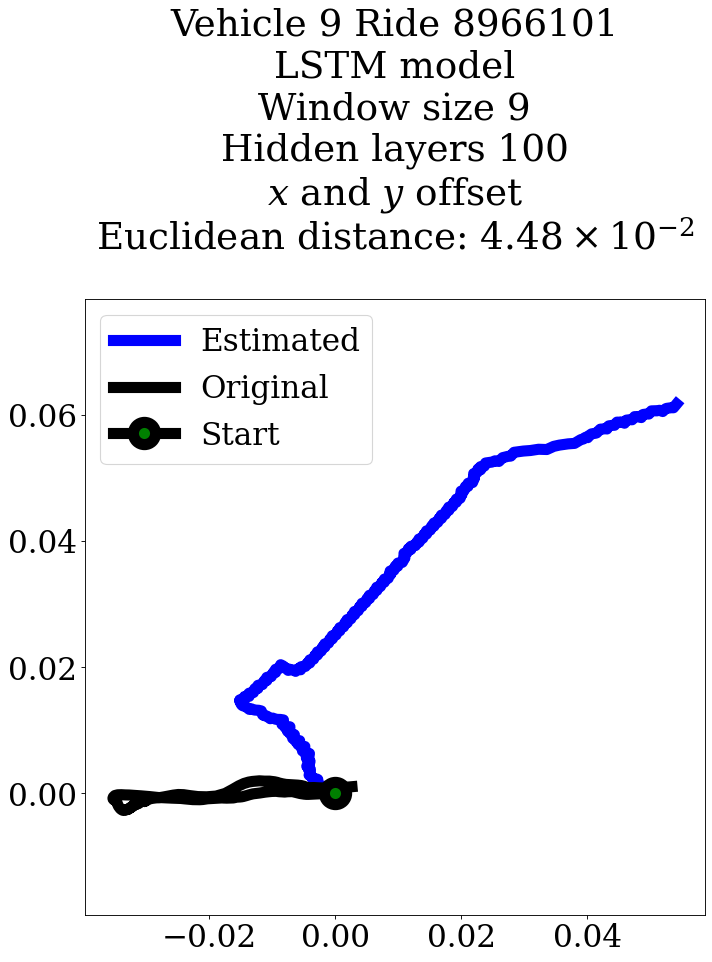 Vehicle 9 Ride 8966101
LSTM model
Window size 9
Hidden layers 100
x and y offset
Euclidean distance: 4.48 × 10⁻²
Estimated
Original
Start
0.06
0.04
0.02
0.00
−0.02 0.00 0.02 0.04